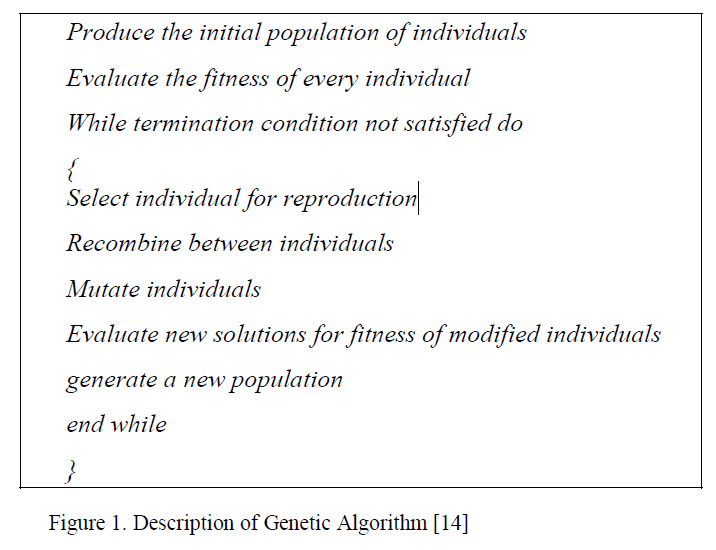 Produce the initial population of individuals
Evaluate the fitness of every individual
While termination condition not satisfied do
{
Select individual for reproduction
Recombine between individuals
Mutate individuals
Evaluate new solutions for fitness of modified individuals
generate a new population
end while
}
Figure 1. Description of Genetic Algorithm [14]